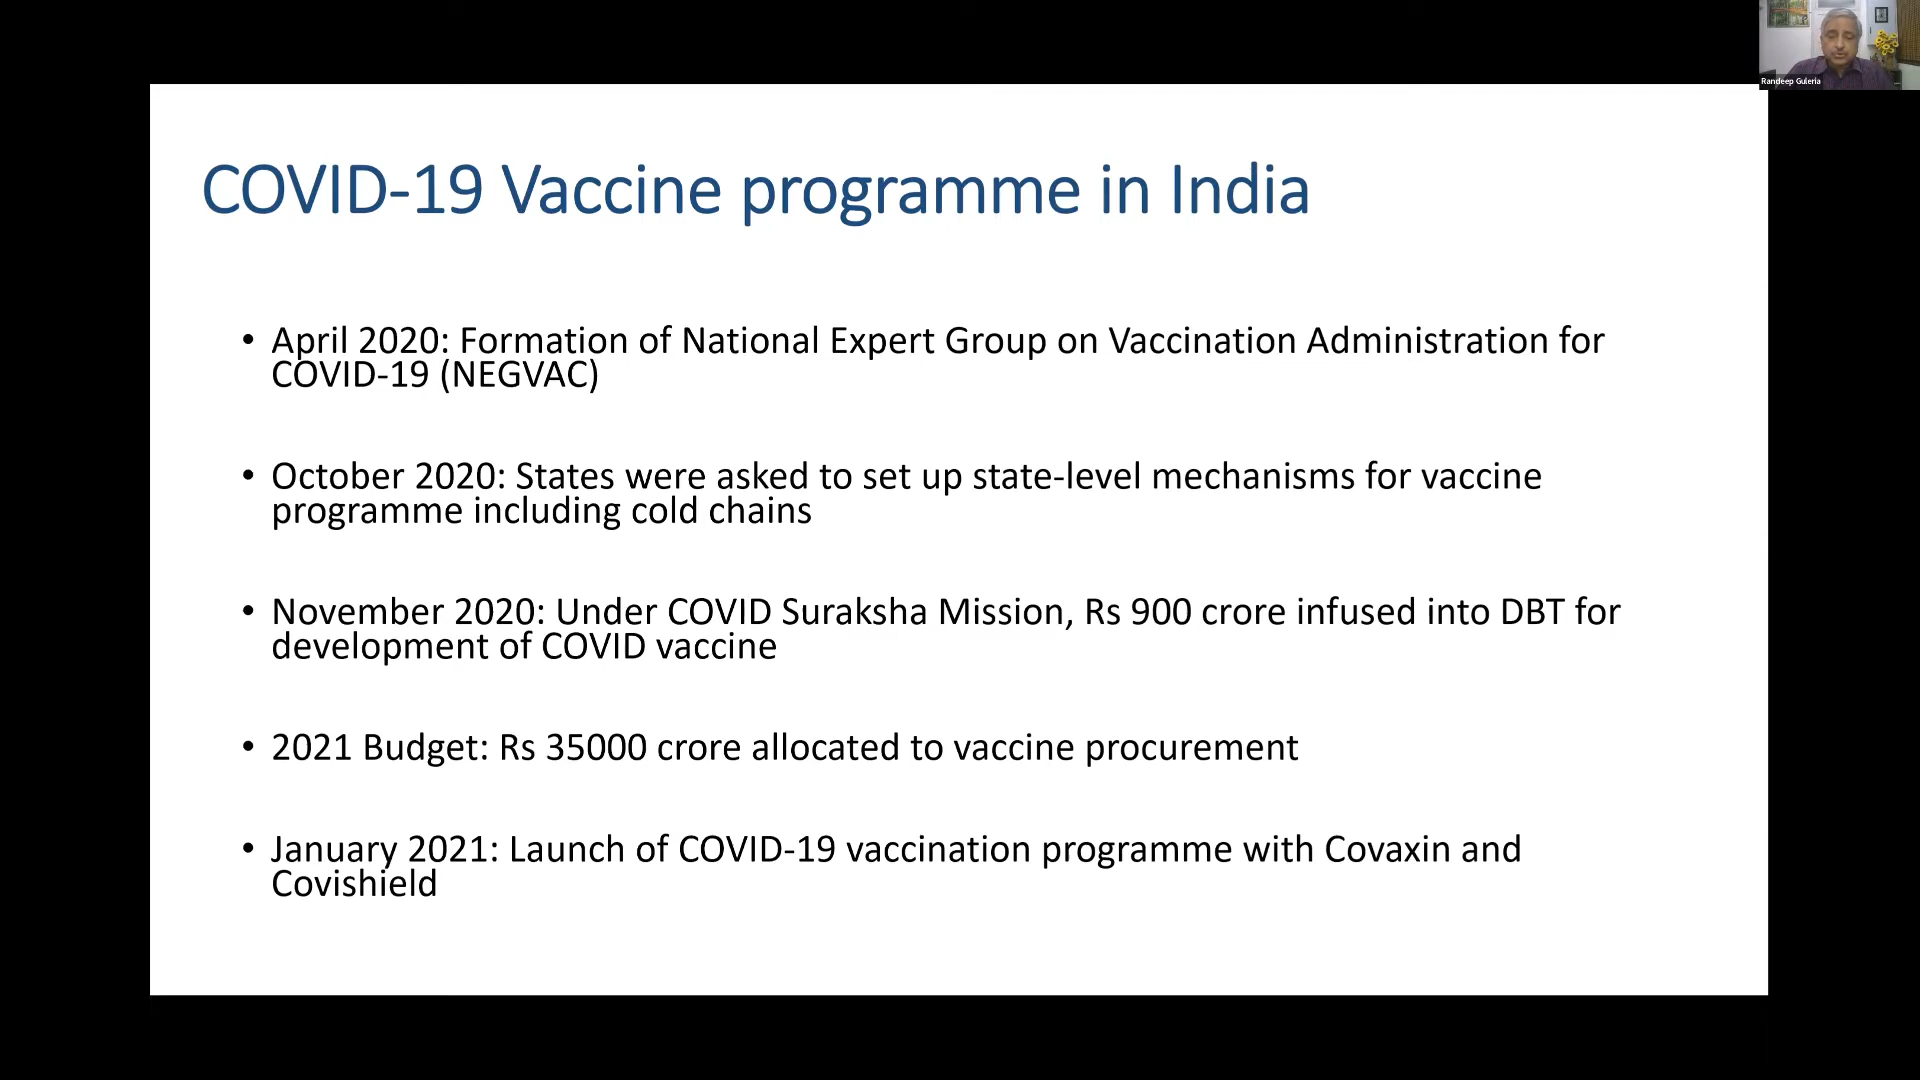 Randeep Guleria
COVID-19 Vaccine programme in India
• April 2020: Formation of National Expert Group on Vaccination Administration for
COVID-19 (NEGVAC)
• October 2020: States were asked to set up state-level mechanisms for vaccine
programme including cold chains
• November 2020: Under COVID Suraksha Mission, Rs 900 crore infused into DBT for
development of COVID vaccine
• 2021 Budget: Rs 35000 crore allocated to vaccine procurement
• January 2021: Launch of COVID-19 vaccination programme with Covaxin and
Covishield